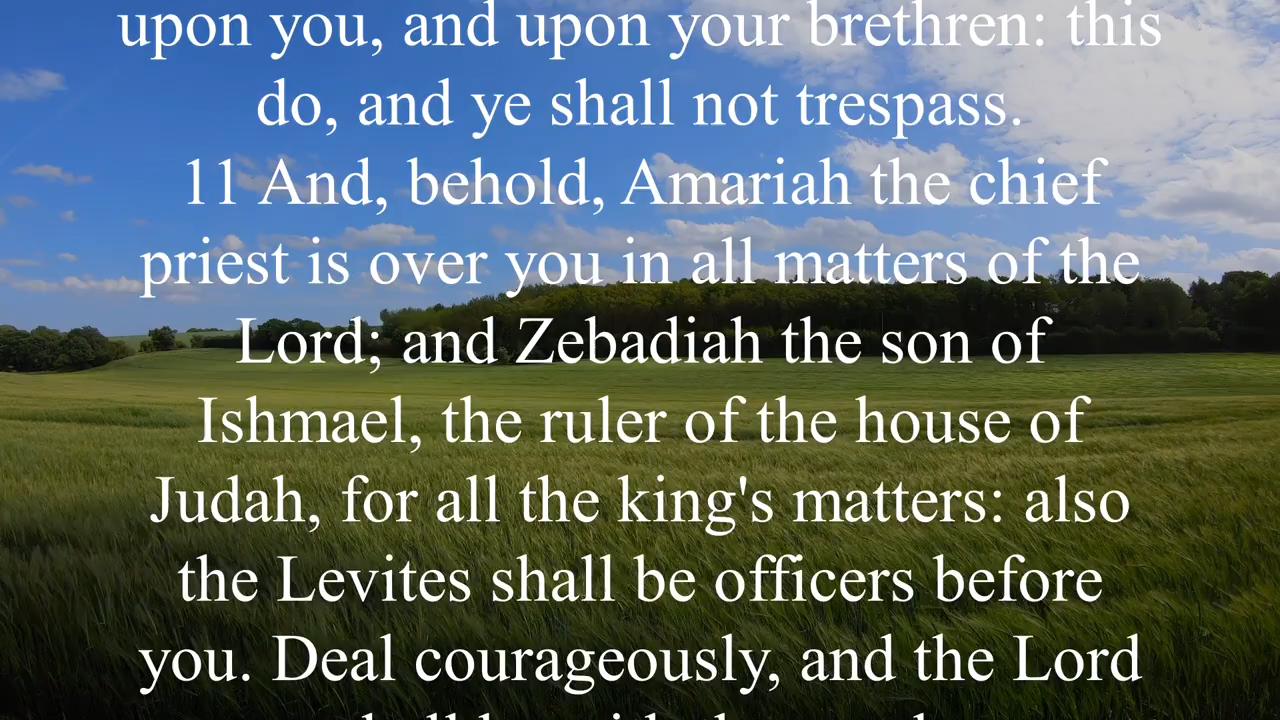 upon you, and upon your brethren: this
do, and ye shall not trespass.
11 And, behold, Amariah the chief
priest is over you in all matters of the
Lord; and Zebadiah the son of
Ishmael, the ruler of the house of
Judah, for all the king's matters: also
the Levites shall be officers before
you. Deal courageously, and the Lord